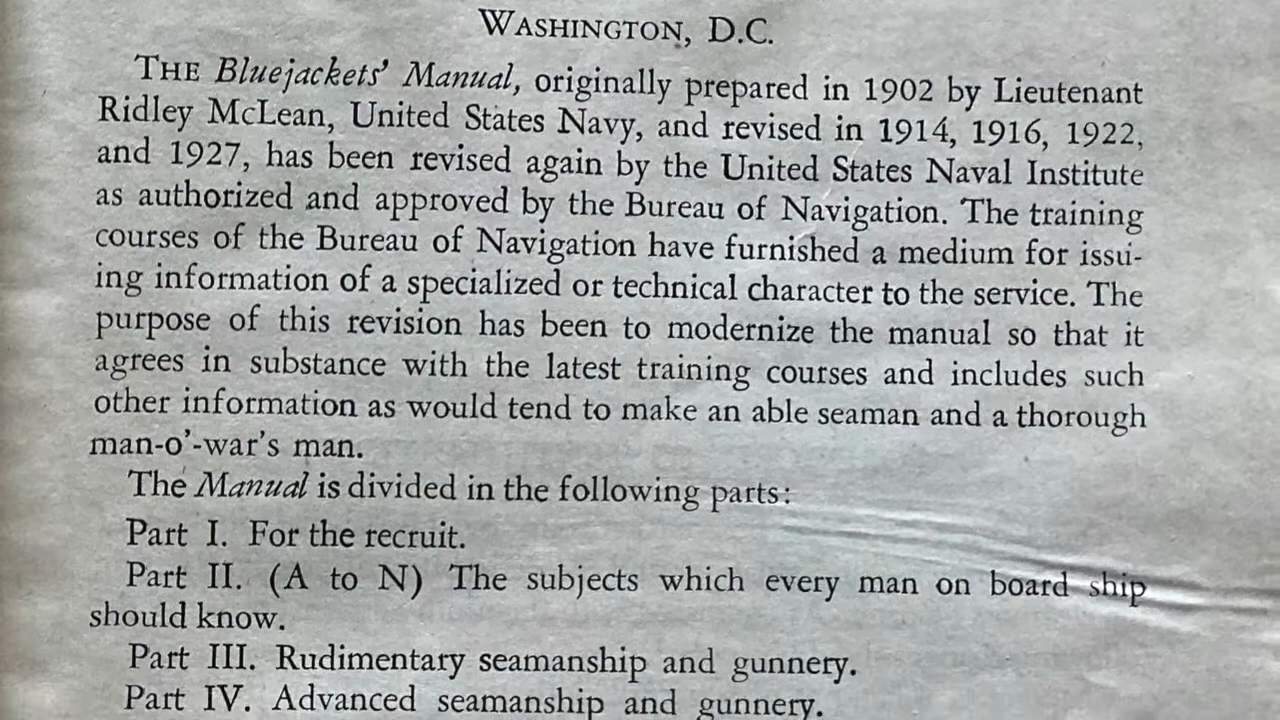 WASHINGTON, D.C.
THE Bluejackets' Manual, originally prepared in 1902 by Lieutenant
Ridley McLean, United States Navy, and revised in 1914, 1916, 1922,
and 1927, has been revised again by the United States Naval Institute
as authorized and approved by the Bureau of Navigation. The training
courses of the Bureau of Navigation have furnished a medium for issu-
ing information of a specialized or technical character to the service. The
purpose of this revision has been to modernize the manual so that it
agrees in substance with the latest training courses and includes such
other information as would tend to make an able seaman and a thorough
man-o'-war's man.
The Manual is divided in the following parts:
Part I. For the recruit.
Part II. (A to N) The subjects which every man on board ship
should know.
Part III. Rudimentary seamanship and gunnery.
Part IV. Advanced seamanship and gunnery.